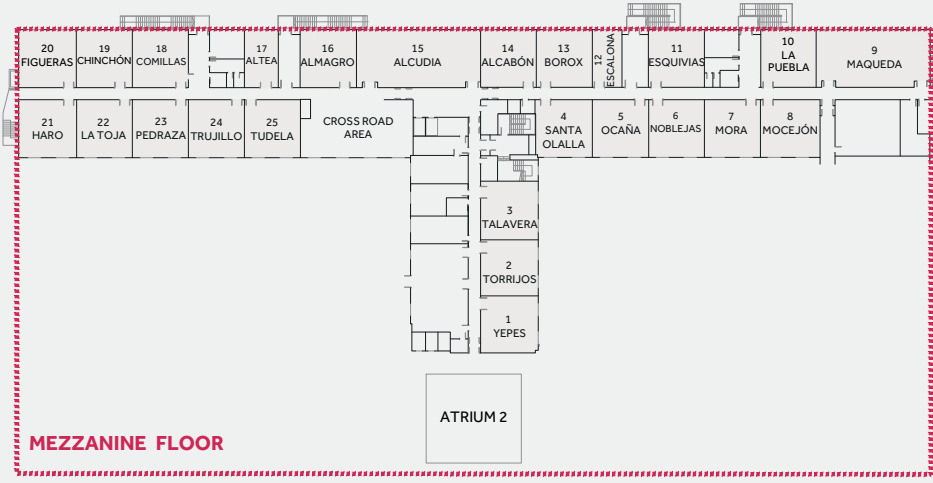 20
FIGUERAS
19
CHINCHÓN
18
COMILLAS
17
ALTEA
16
ALMAGRO
15
ALCUDIA
14
ALCABÓN
13
BOROX
12
ESCALONA
11
ESQUIVIAS
10
LA
PUEBLA
9
MAQUEDA
21
HARO
22
LA TOJA
23
PEDRAZA
24
TRUJILLO
25
TUDELA
CROSS ROAD
AREA
4
SANTA
OLALLA
5
OCAÑA
6
NOBLEJAS
7
MORA
8
MOCEJÓN
3
TALAVERA
2
TORRIJOS
1
YEPES
ATRIUM 2
MEZZANINE FLOOR